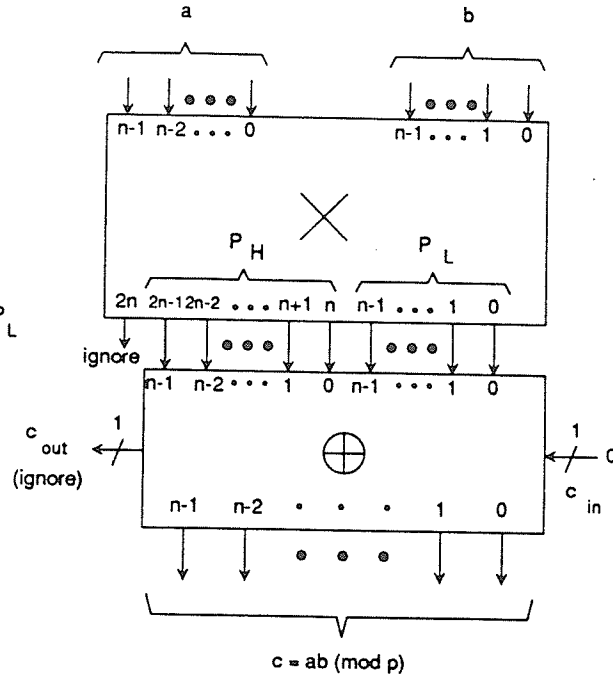 a b
n-1 n-2 . . . 0 n-1 . . . 1 0
P H P L
2n 2n-1 2n-2 . . . n+1 n n-1 . . . 1 0
L
ignore
n-1 n-2 . . . 1 0 n-1 . . . 1 0
1 1
c out 0
(ignore) c in
n-1 n-2 . . . 1 0
c = ab (mod p)